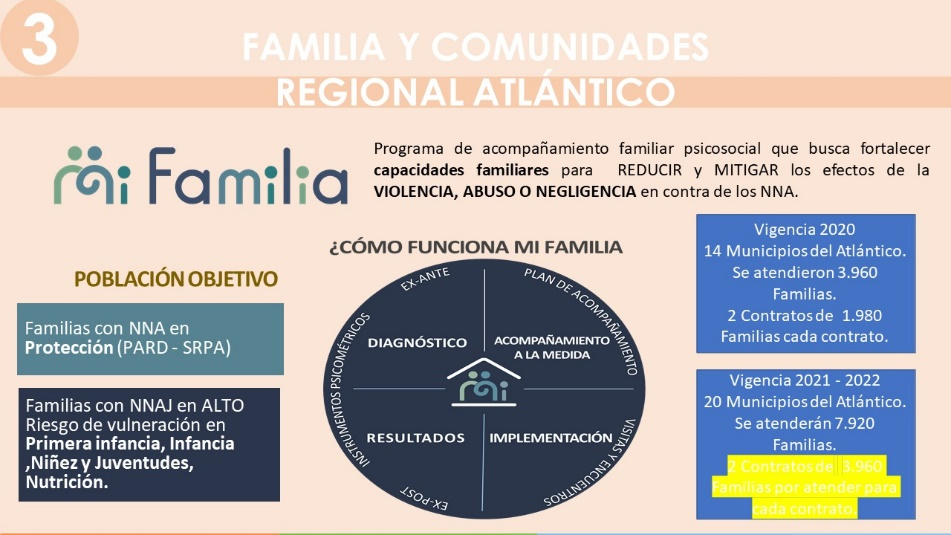 3
FAMILIA Y COMUNIDADES
REGIONAL ATLÁNTICO
mi Familia
Programa de acompañamiento familiar psicosocial que busca fortalecer
capacidades familiares para REDUCIR y MITIGAR los efectos de la
VIOLENCIA, ABUSO O NEGLIGENCIA en contra de los NNA.
POBLACIÓN OBJETIVO
Familias con NNA en
Protección (PARD - SRPA)
Familias con NNAJ en ALTO
Riesgo de vulneración en
Primera infancia, Infancia
,Niñez y Juventudes,
Nutrición.
¿CÓMO FUNCIONA MI FAMILIA
EX-ANTE
PLAN DE ACOMPAÑAMIENTO
INSTRUMENTOS PSICOMÉTRICOS
DIAGNÓSTICO
ACOMPAÑAMIENTO
A LA MEDIDA
mi
RESULTADOS
IMPLEMENTACIÓN
EX-POST
VISITAS Y ENCUENTROS
Vigencia 2020
14 Municipios del Atlántico.
Se atendieron 3.960
Familias.
2 Contratos de 1.980
Familias cada contrato.
Vigencia 2021 - 2022
20 Municipios del Atlántico.
Se atenderán 7.920
Familias.
2 Contratos de 3.960
Familias por atender para
cada contrato.